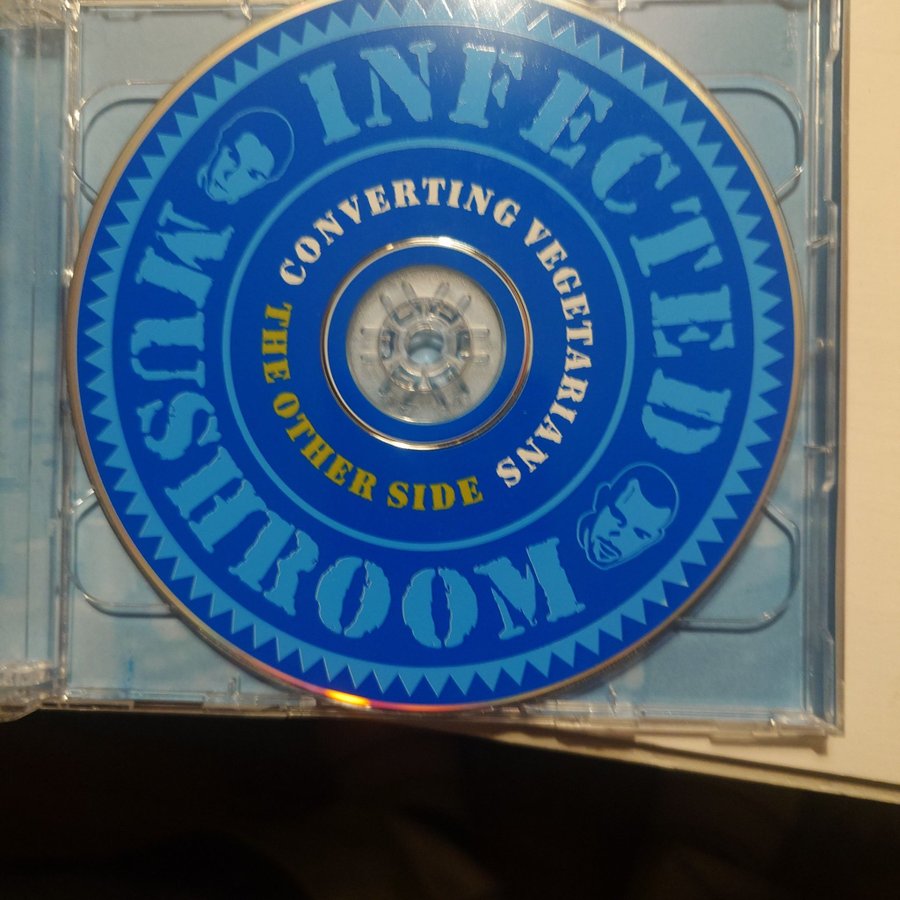 INFECTED
MUSHROOM
CONVERTING VEGETARIANS
THE OTHER SIDE